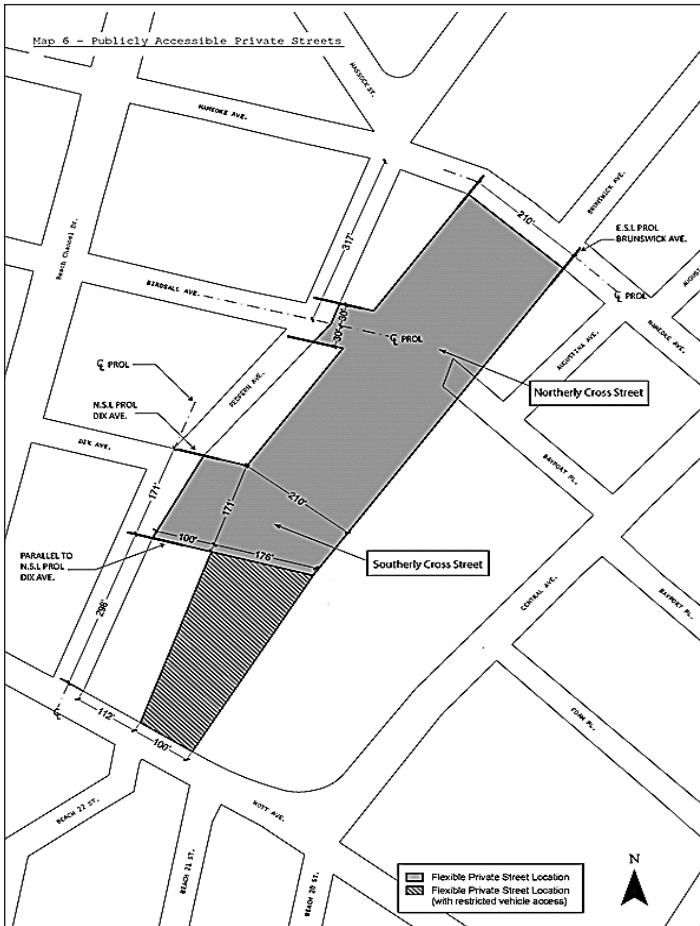 Map 6 – Publicly Accessible Private Streets
HASSOCK ST.
NAMEOKE AVE.
BRUNSWICK AVE.
210'
E.S.L PROL
BRUNSWICK AVE.
Beach Channel Dr.
317'
℄ PROL
NAMEOKE AVE.
BIRDSALL AVE.
30'
30'
℄ PROL
AUGUSTINA AVE.
℄ PROL
REDFERN AVE.
Northerly Cross Street
N.S.L PROL
DIX AVE.
DIX AVE.
BAYPORT PL.
171'
171'
210'
100'
176'
Southerly Cross Street
PARALLEL TO
N.S.L PROL
DIX AVE.
CENTRAL AVE.
BAYPORT PL.
298'
℄
112'
100'
FOAM PL.
BEACH 22 ST.
MOTT AVE.
BEACH 21 ST.
BEACH 20 ST.
N
Flexible Private Street Location
Flexible Private Street Location
(with restricted vehicle access)